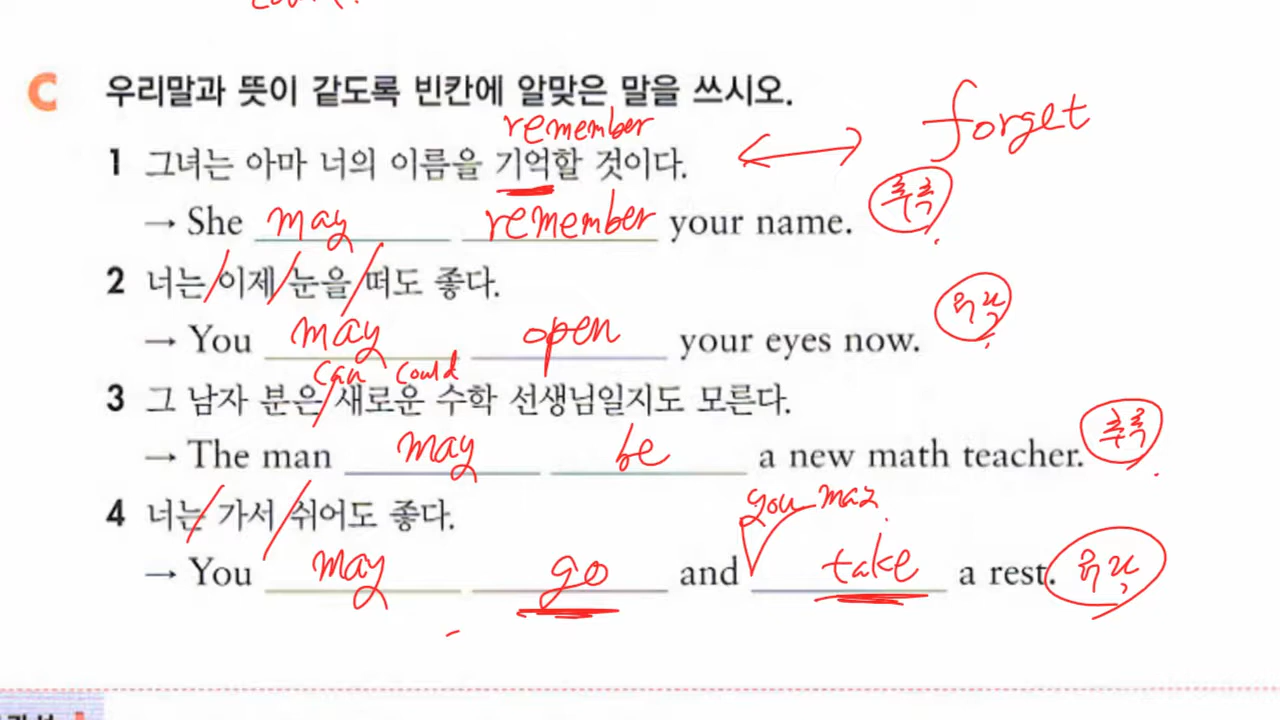 C 우리말과 뜻이 같도록 빈칸에 알맞은 말을 쓰시오.
remember
1 그녀는 아마 너의 이름을 기억할 것이다. ↔ forget
→ She may remember your name. 추측
2 너는/이제/눈을/떠도 좋다.
→ You may open your eyes now. 허락
can could
3 그 남자 분은/새로운 수학 선생님일지도 모른다.
→ The man may be a new math teacher. 추측
4 너는/가서/쉬어도 좋다.
you may
→ You may go and take a rest. 허락